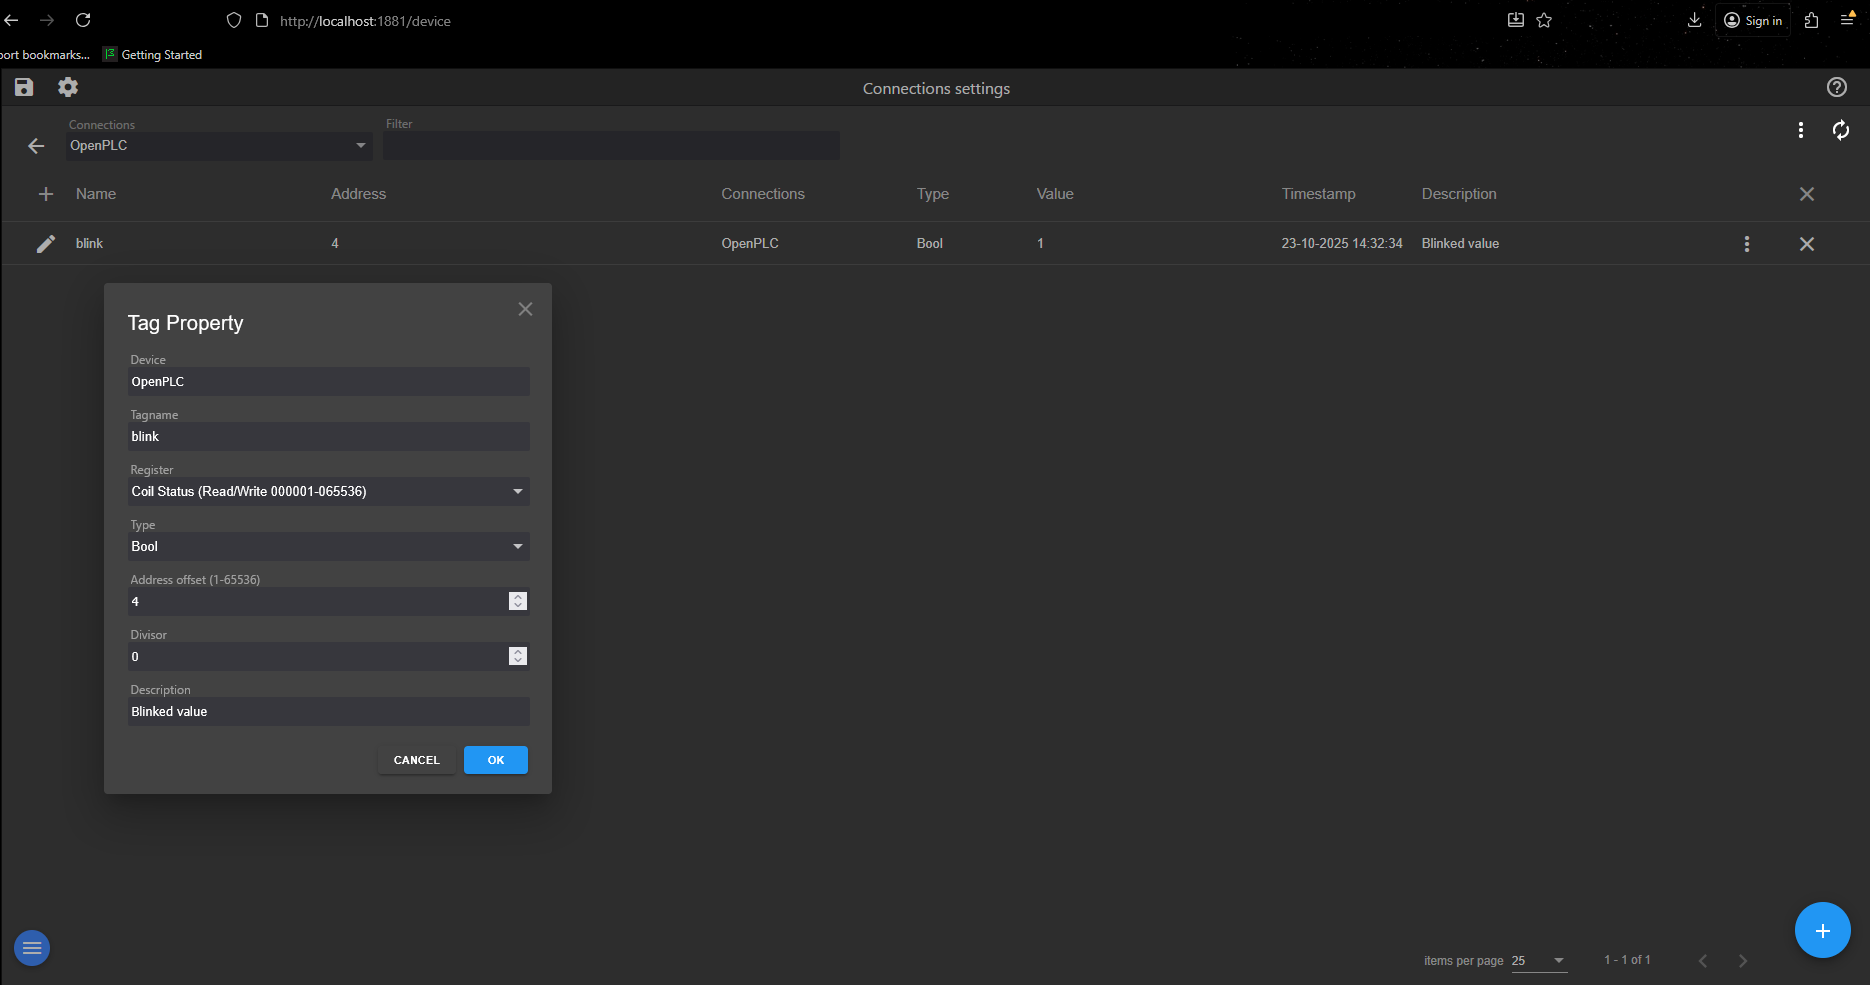 http://localhost:1881/device
Sign in
port bookmarks...
Getting Started
Connections settings
Connections
Filter
OpenPLC
Name Address Connections Type Value Timestamp Description
blink 4 OpenPLC Bool 1 23-10-2025 14:32:34 Blinked value
Tag Property
Device
OpenPLC
Tagname
blink
Register
Coil Status (Read/Write 000001-065536)
Type
Bool
Address offset (1-65536)
4
Divisor
0
Description
Blinked value
CANCEL OK
items per page 25 1 - 1 of 1